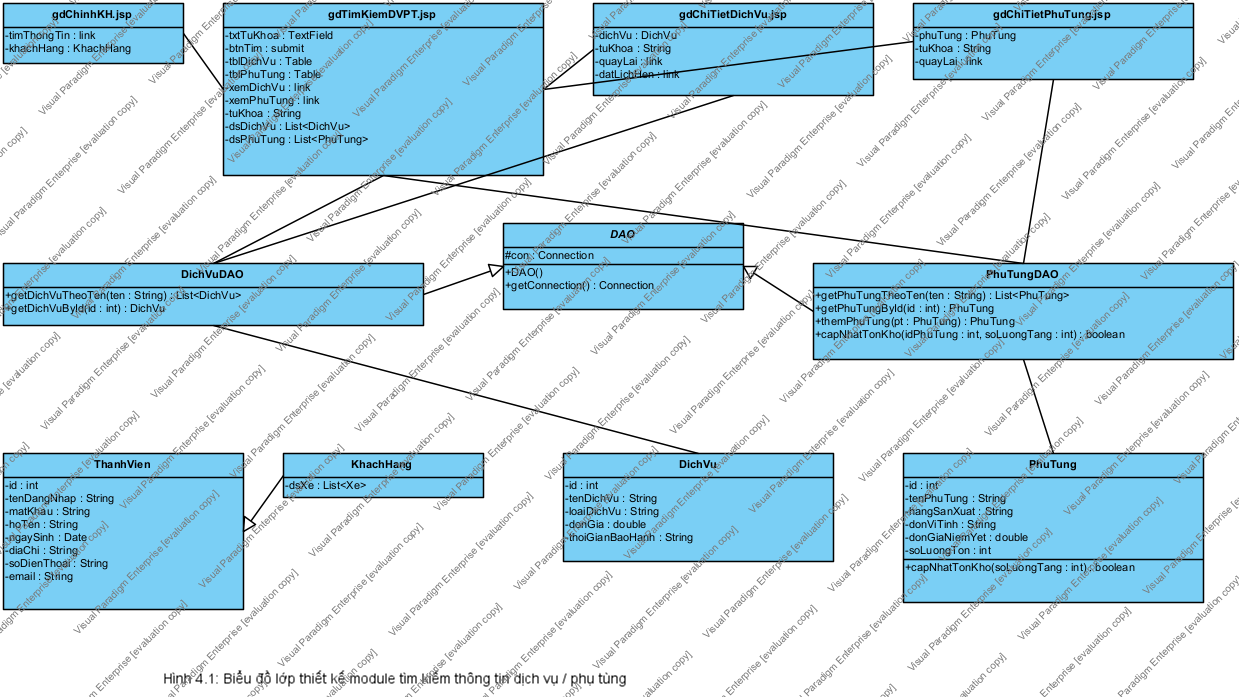 gdChinhKH.jsp
-timThongTin : link
-khachHang : KhachHang
gdTimKiemDVPT.jsp
-txtTuKhoa : TextField
-btnTim : submit
-tblDichVu : Table
-tblPhuTung : Table
-xemDichVu : link
-xemPhuTung : link
-tuKhoa : String
-dsDichVu : List<DichVu>
-dsPhuTung : List<PhuTung>
gdChiTietDichVu.jsp
-dichVu : DichVu
-tuKhoa : String
-quayLai : link
-datLichHen : link
gdChiTietPhuTung.jsp
-phuTung : PhuTung
-tuKhoa : String
-quayLai : link
DAO
#con : Connection
+DAO()
+getConnection() : Connection
DichVuDAO
+getDichVuTheoTen(ten : String) : List<DichVu>
+getDichVuById(id : int) : DichVu
PhuTungDAO
+getPhuTungTheoTen(ten : String) : List<PhuTung>
+getPhuTungById(id : int) : PhuTung
+themPhuTung(pt : PhuTung) : PhuTung
+capNhatTonKho(idPhuTung : int, soLuongTang : int) : boolean
ThanhVien
-id : int
-tenDangNhap : String
-matKhau : String
-hoTen : String
-ngaySinh : Date
-diaChi : String
-soDienThoai : String
-email : String
KhachHang
-dsXe : List<Xe>
DichVu
-id : int
-tenDichVu : String
-loaiDichVu : String
-donGia : double
-thoiGianBaoHanh : String
PhuTung
-id : int
-tenPhuTung : String
-hangSanXuat : String
-donViTinh : String
-donGiaNiemYet : double
-soLuongTon : int
+capNhatTonKho(soLuongTang : int) : boolean
Hình 4.1: Biểu đồ lớp thiết kế module tìm kiếm thông tin dịch vụ / phụ tùng
Visual Paradigm Enterprise [evaluation copy]